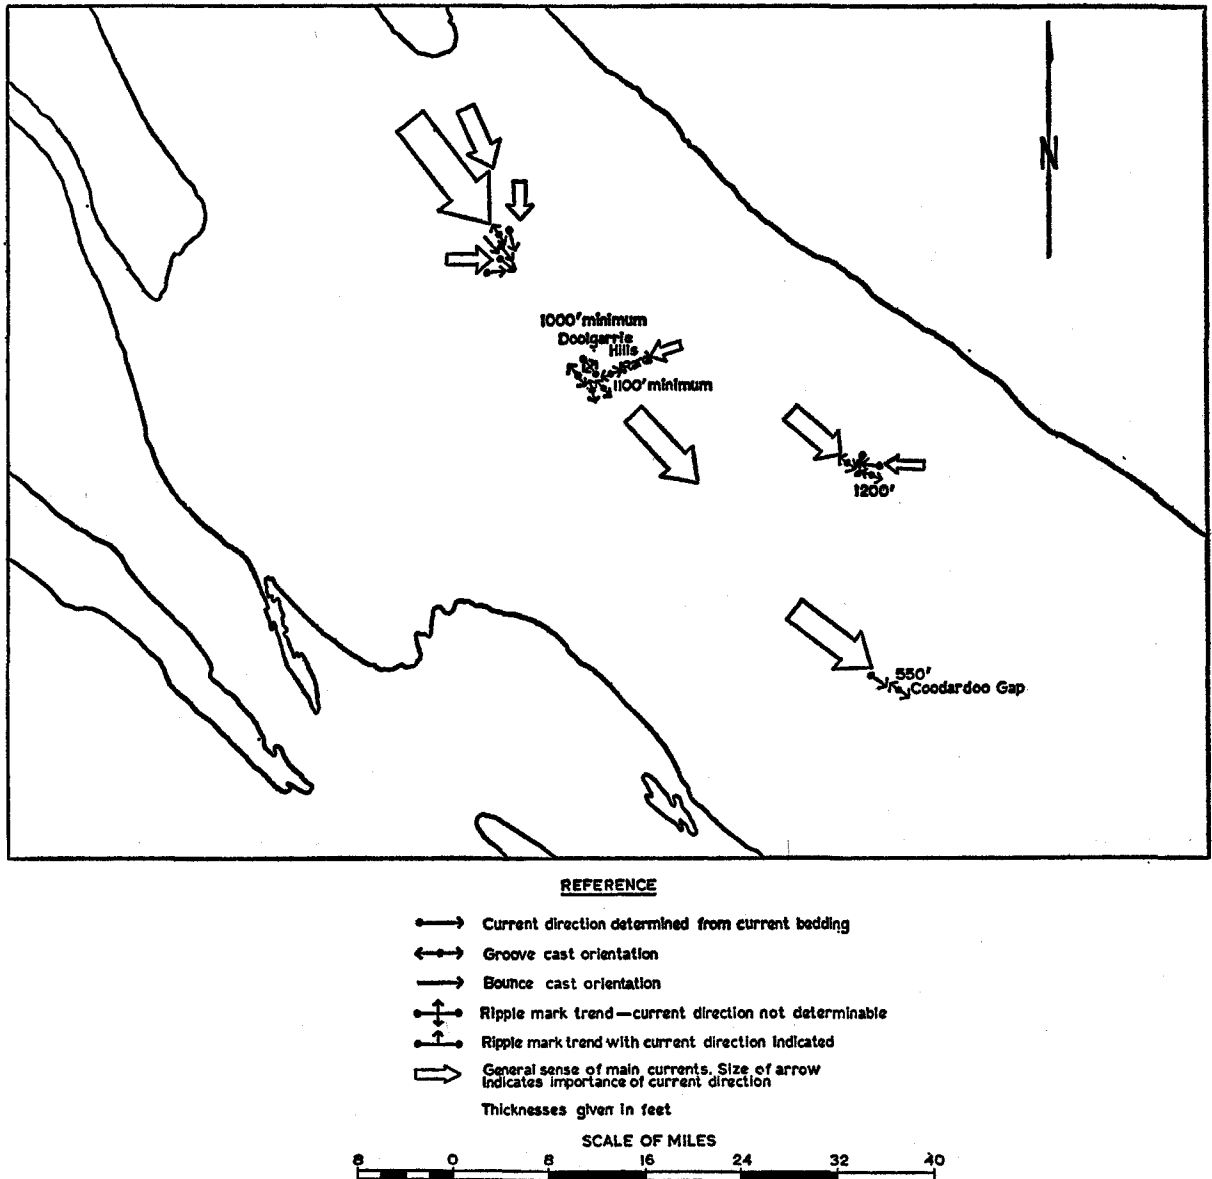 N
1000' minimum
Doolgarrie
Hills
1100' minimum
1200'
550'
Coodardoo Gap
REFERENCE
Current direction determined from current bedding
Groove cast orientation
Bounce cast orientation
Ripple mark trend—current direction not determinable
Ripple mark trend with current direction indicated
General sense of main currents. Size of arrow
indicates importance of current direction
Thicknesses given in feet
SCALE OF MILES
8 0 8 16 24 32 40